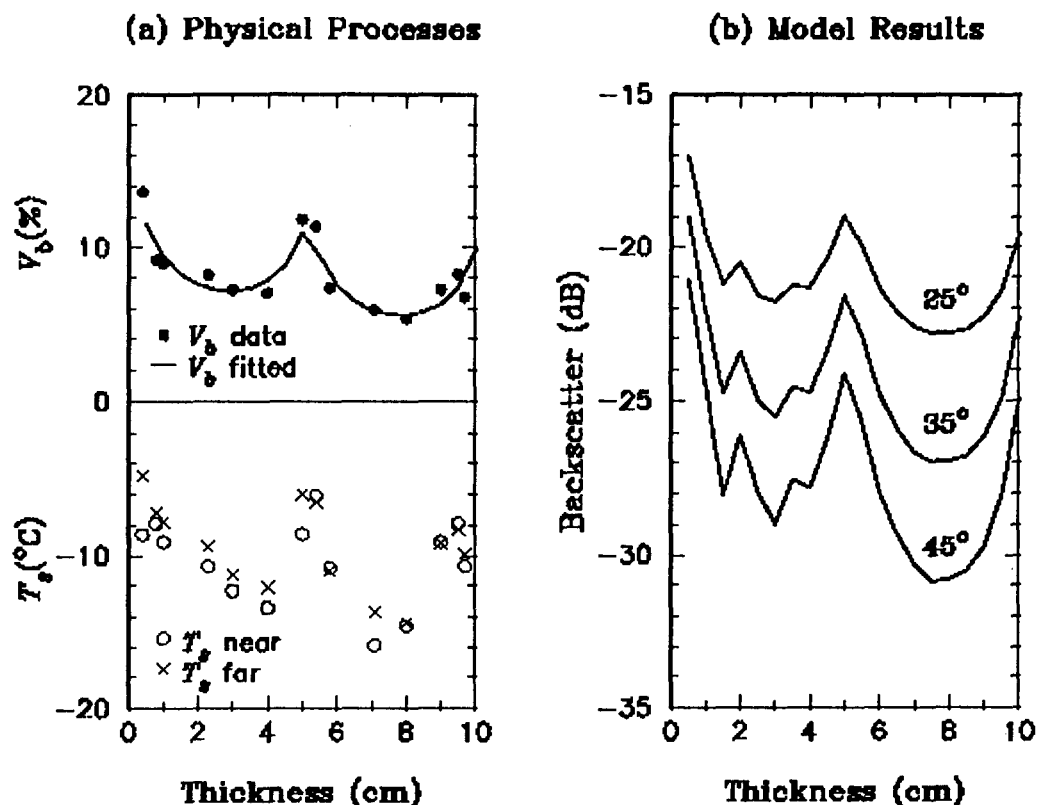 (a) Physical Processes
20
10
0
−10
−20
V_b(%)
T_s(°C)
V_b data
V_b fitted
T_s near
T_s far
0 2 4 6 8 10
Thickness (cm)
(b) Model Results
−15
−20
−25
−30
−35
Backscatter (dB)
25°
35°
45°
0 2 4 6 8 10
Thickness (cm)